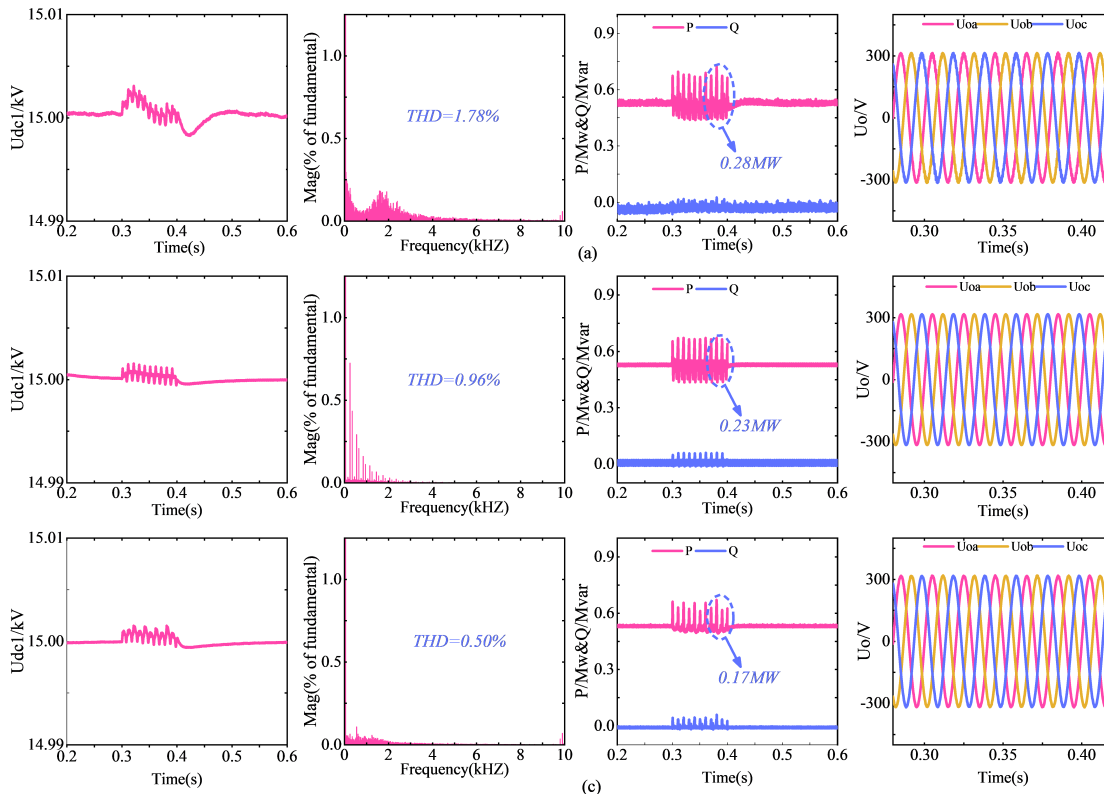 15.01
15.00
14.99
Udc1/kV
0.2 0.3 0.4 0.5 0.6
Time(s)
1.0
0.5
0.0
Mag(% of fundamental)
THD=1.78%
0 2 4 6 8 10
Frequency(kHZ)
0.9
0.6
0.3
0.0
P/Mw&Q/Mvar
P Q
0.28MW
0.2 0.3 0.4 0.5 0.6
Time(s)
300
0
-300
Uo/V
Uoa Uob Uoc
0.30 0.35 0.40
Time(s)
(a)
15.01
15.00
14.99
Udc1/kV
0.2 0.3 0.4 0.5 0.6
Time(s)
1.0
0.5
0.0
Mag(% of fundamental)
THD=0.96%
0 2 4 6 8 10
Frequency(kHZ)
0.9
0.6
0.3
0.0
P/Mw&Q/Mvar
P Q
0.23MW
0.2 0.3 0.4 0.5 0.6
Time(s)
300
0
-300
Uo/V
Uoa Uob Uoc
0.30 0.35 0.40
Time(s)
15.01
15.00
14.99
Udc1/kV
0.2 0.3 0.4 0.5 0.6
Time(s)
1.0
0.5
0.0
Mag(% of fundamental)
THD=0.50%
0 2 4 6 8 10
Frequency(kHZ)
0.9
0.6
0.3
0.0
P/Mw&Q/Mvar
P Q
0.17MW
0.2 0.3 0.4 0.5 0.6
Time(s)
300
0
-300
Uo/V
Uoa Uob Uoc
0.30 0.35 0.40
Time(s)
(c)